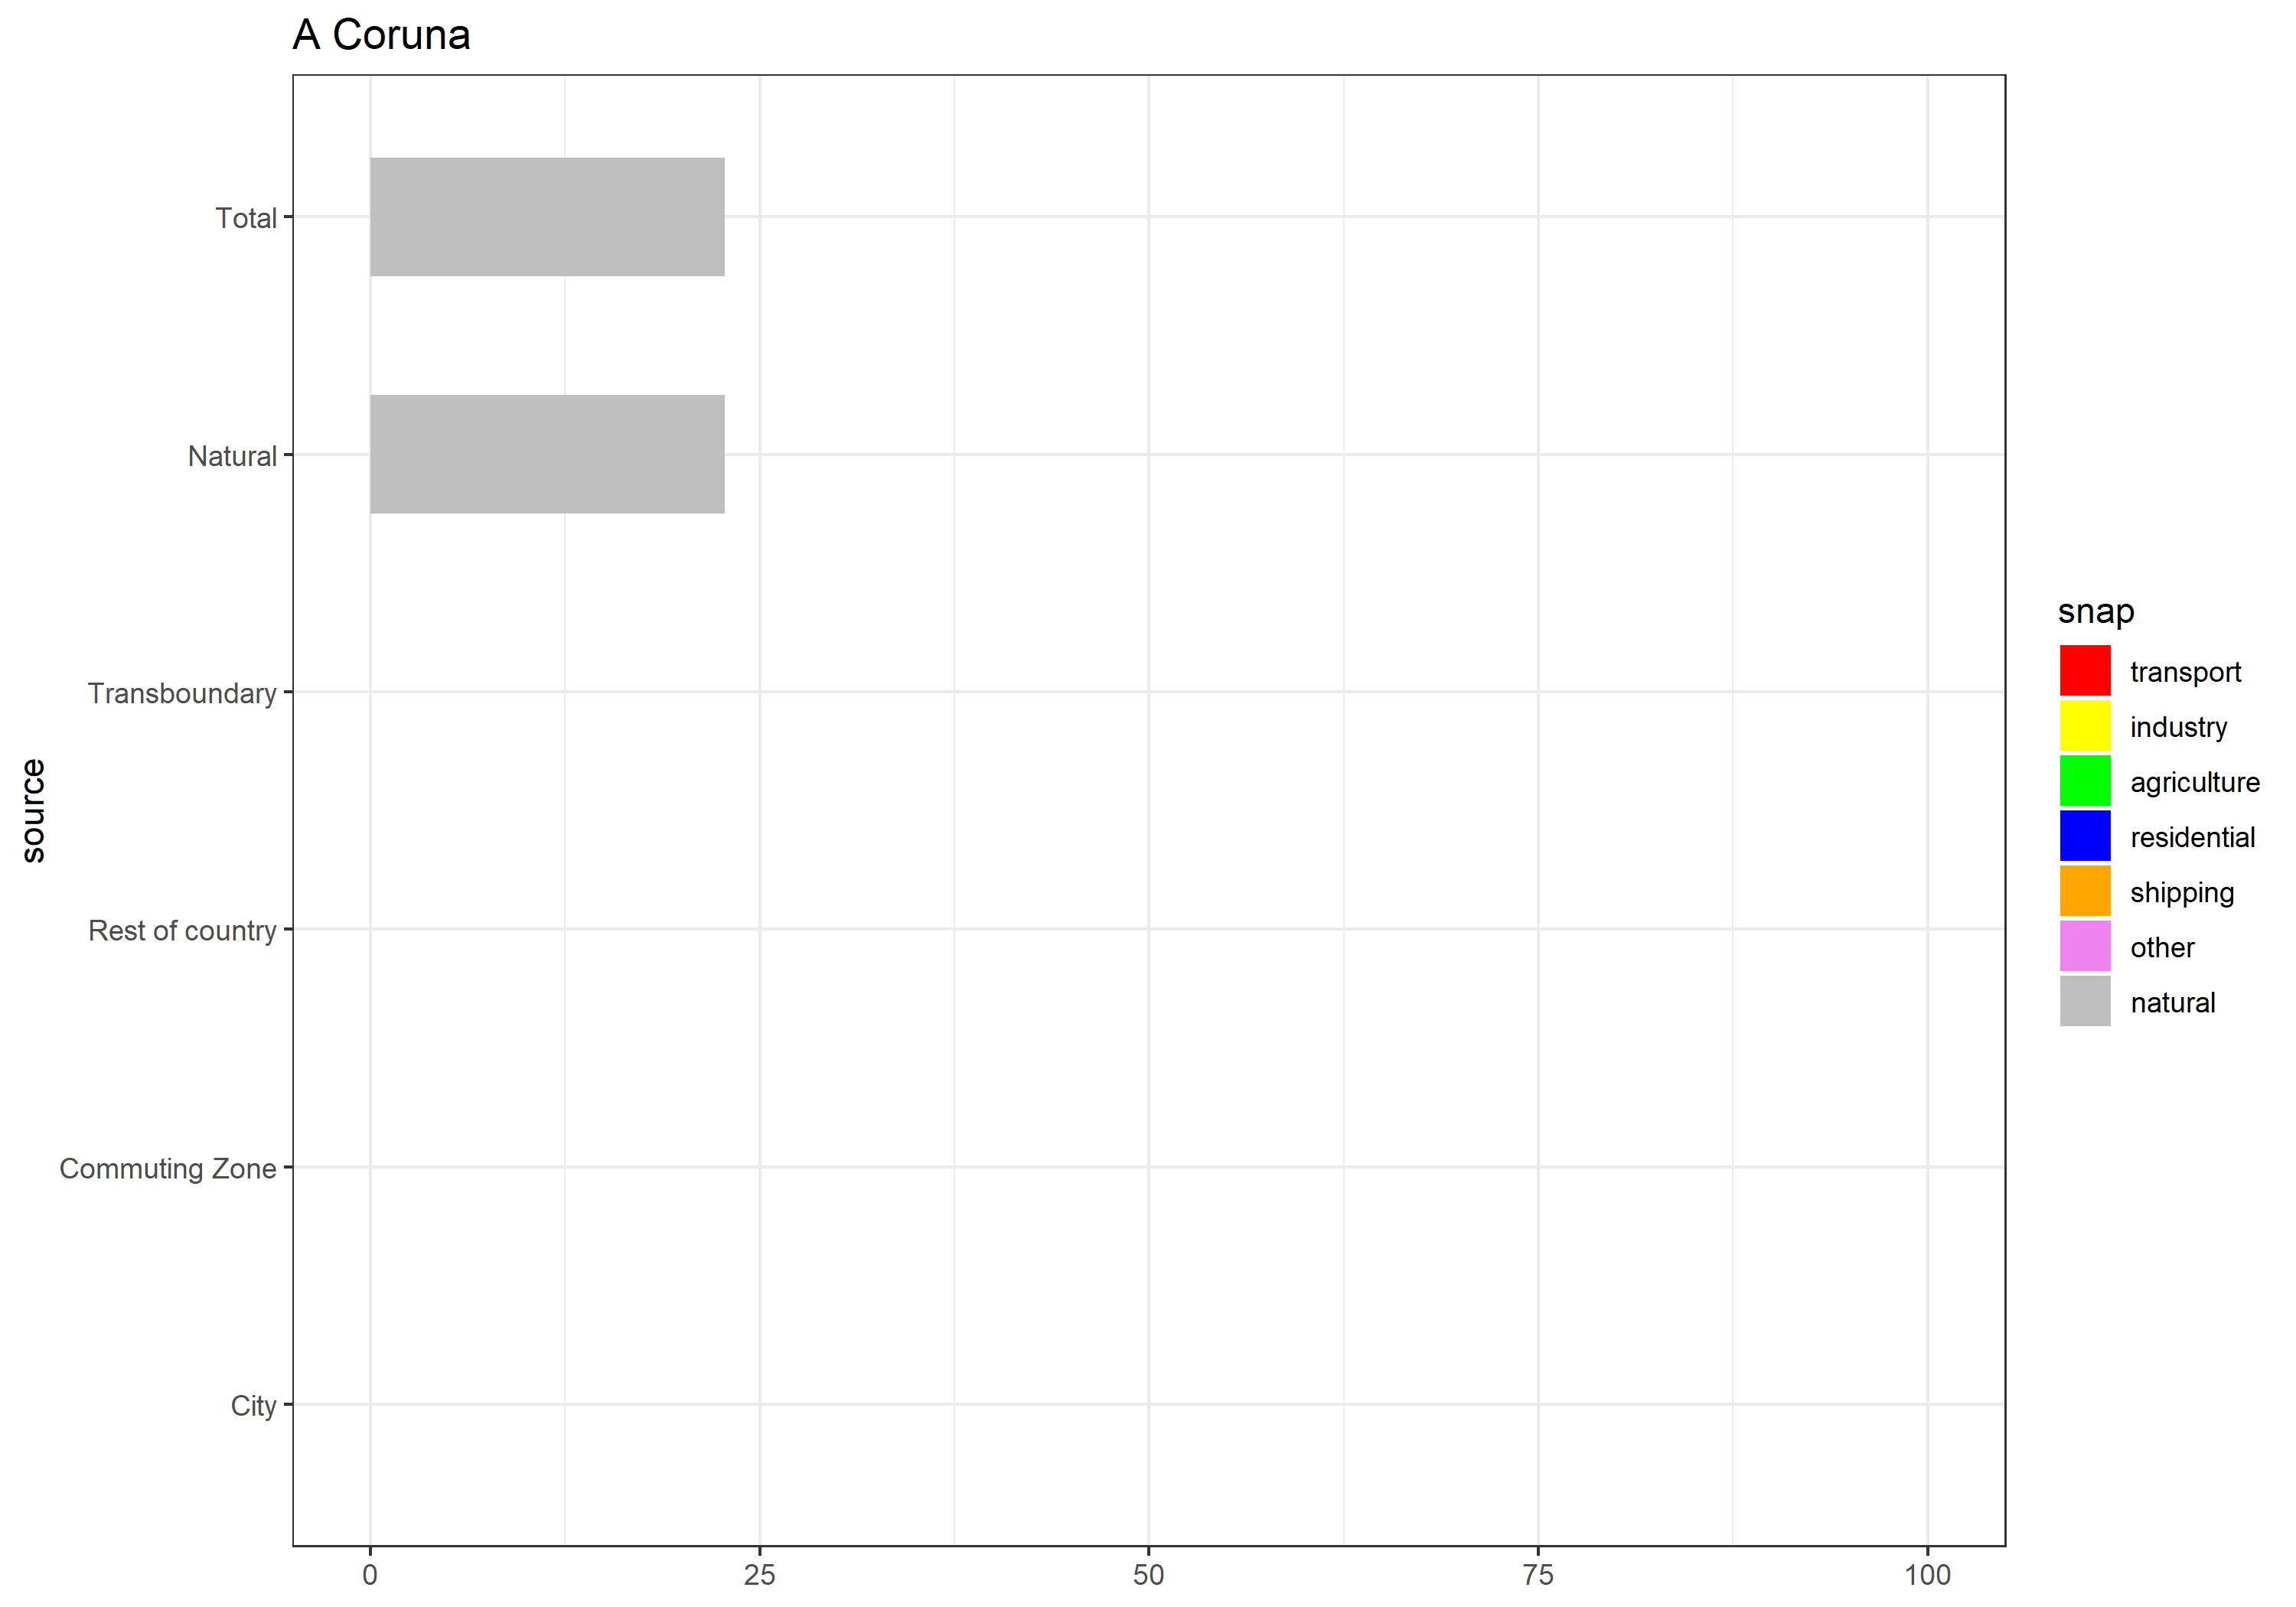 A Coruna
Total
Natural
Transboundary
Rest of country
Commuting Zone
City
source
0 25 50 75 100
snap
transport
industry
agriculture
residential
shipping
other
natural